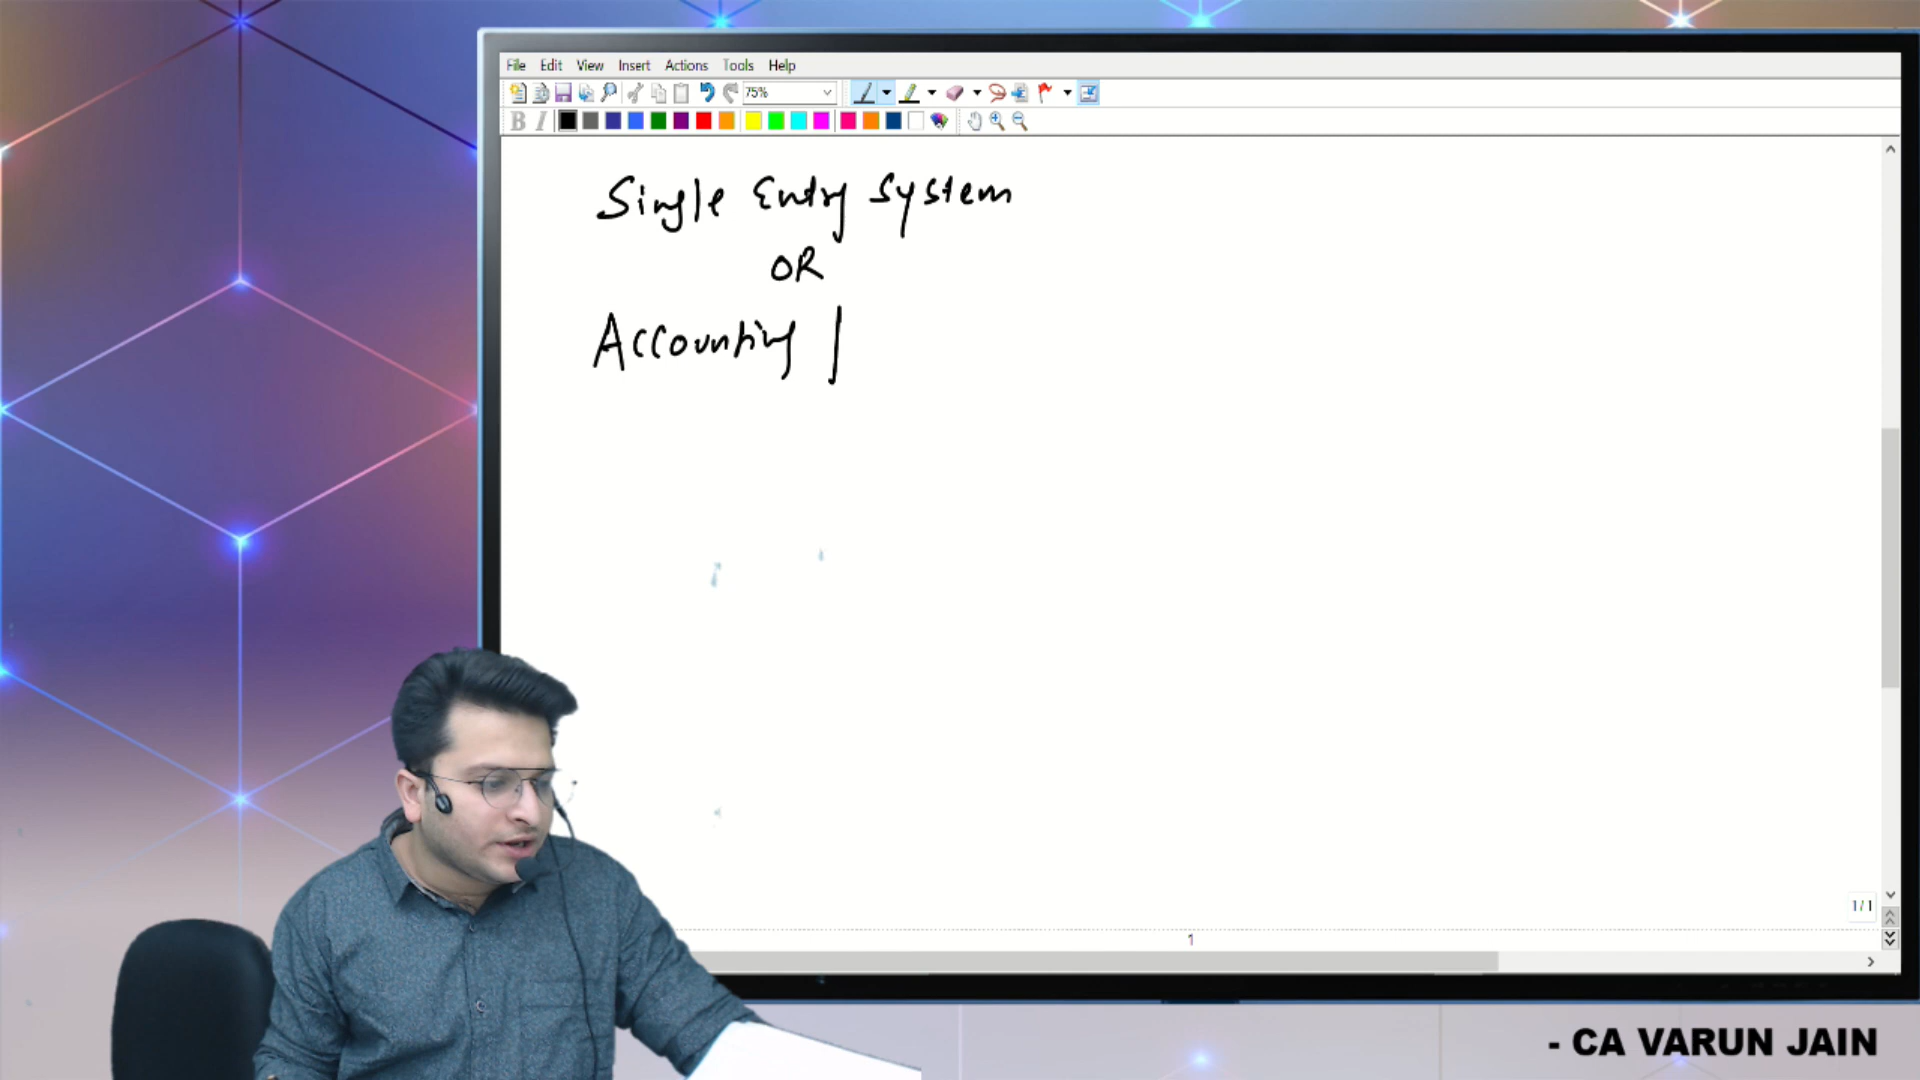 File Edit View Insert Actions Tools Help
75%
B I
Single Entry System
OR
Accounting
1/1
1
- CA VARUN JAIN